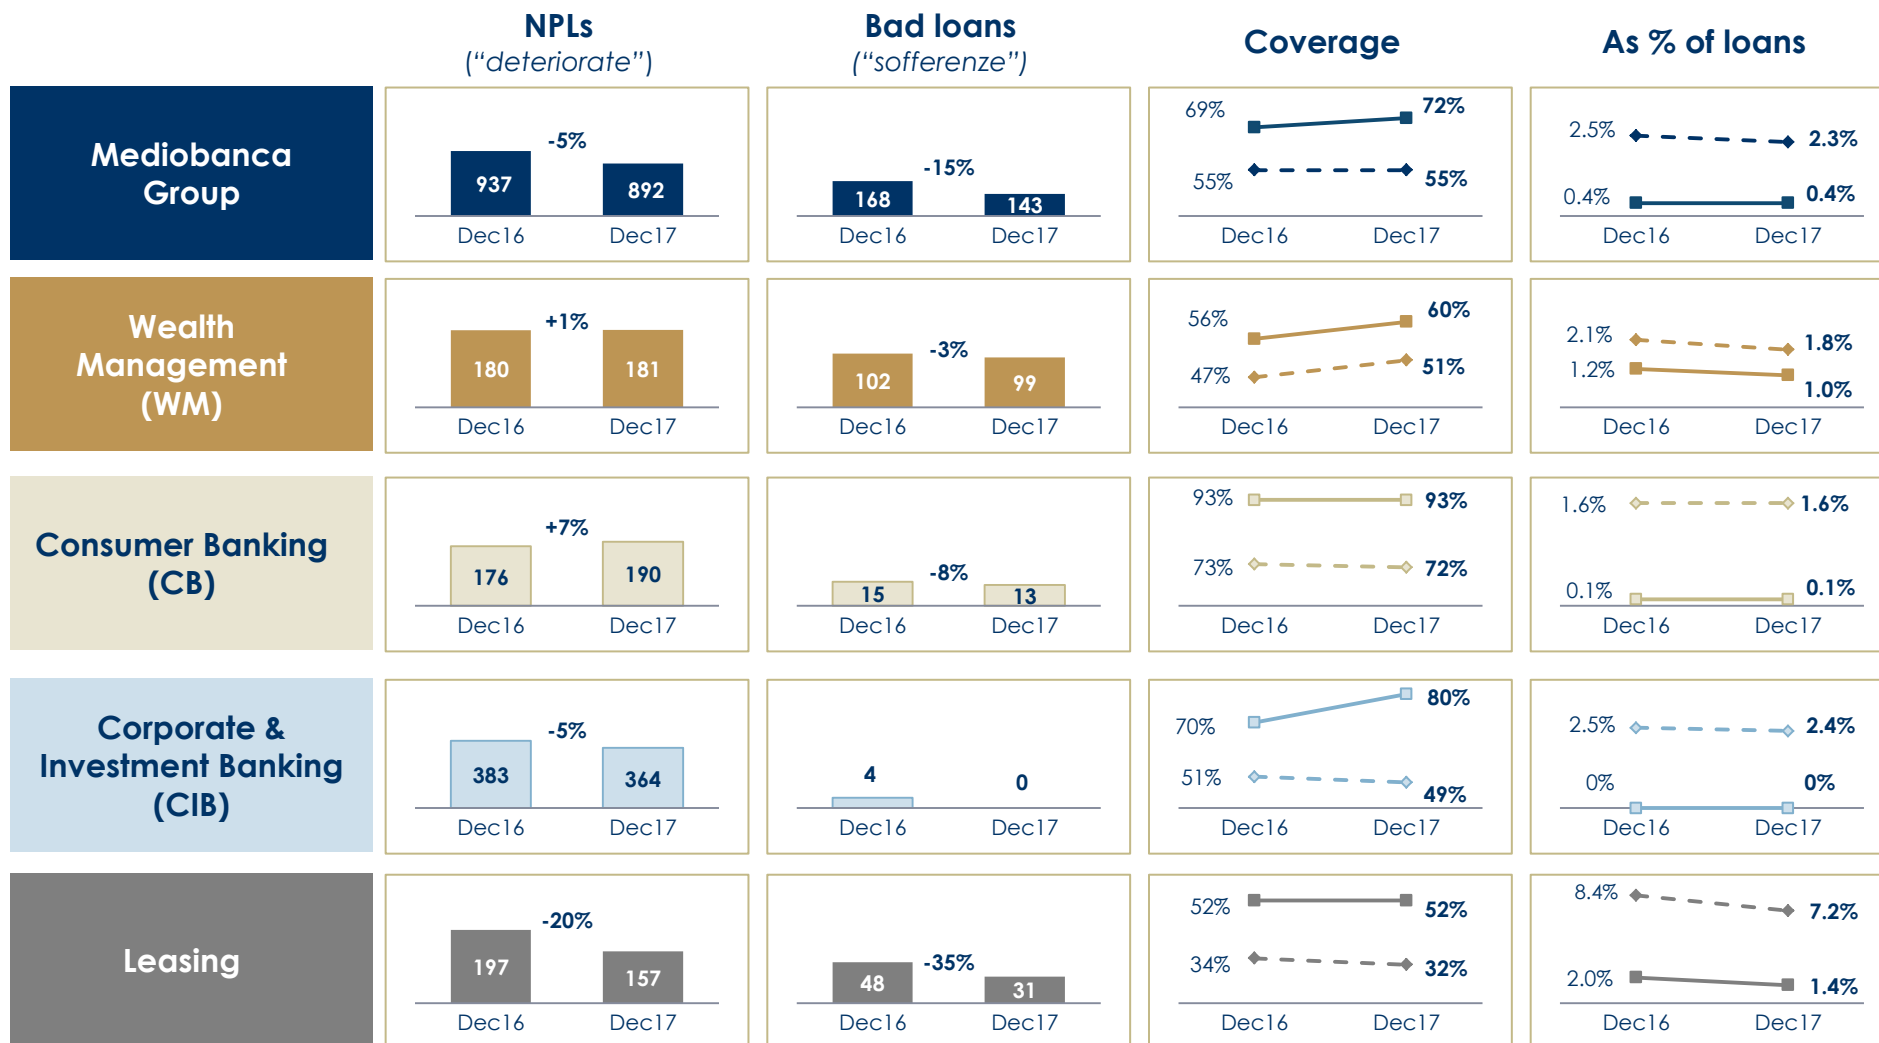 NPLs
(“deteriorate”)
Bad loans
(“sofferenze”)
Coverage
As % of loans
Mediobanca
Group
-5%
937
892
Dec16
Dec17
-15%
168
143
Dec16
Dec17
69%
72%
55%
55%
Dec16
Dec17
2.5%
2.3%
0.4%
0.4%
Dec16
Dec17
Wealth
Management
(WM)
+1%
180
181
Dec16
Dec17
-3%
102
99
Dec16
Dec17
56%
60%
47%
51%
Dec16
Dec17
2.1%
1.8%
1.2%
1.0%
Dec16
Dec17
Consumer Banking
(CB)
+7%
176
190
Dec16
Dec17
-8%
15
13
Dec16
Dec17
93%
93%
73%
72%
Dec16
Dec17
1.6%
1.6%
0.1%
0.1%
Dec16
Dec17
Corporate &
Investment Banking
(CIB)
-5%
383
364
Dec16
Dec17
4
0
Dec16
Dec17
70%
80%
51%
49%
Dec16
Dec17
2.5%
2.4%
0%
0%
Dec16
Dec17
Leasing
-20%
197
157
Dec16
Dec17
-35%
48
31
Dec16
Dec17
52%
52%
34%
32%
Dec16
Dec17
8.4%
7.2%
2.0%
1.4%
Dec16
Dec17